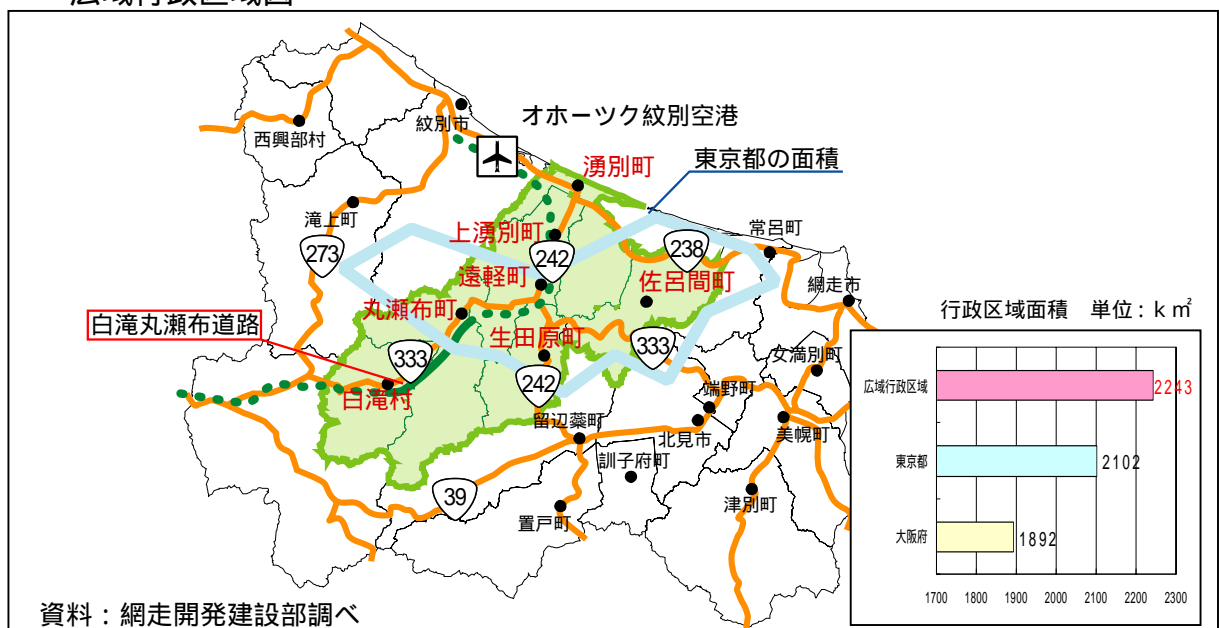 広域行政区域図
オホーツク紋別空港
紋別市
西興部村
湧別町
東京都の面積
滝上町
上湧別町
常呂町
273
242
238
遠軽町
佐呂間町
網走市
丸瀬布町
白滝丸瀬布道路
生田原町
333
333
女満別町
白滝村
242
端野町
留辺蘂町
北見市
美幌町
訓子府町
39
津別町
置戸町
行政区域面積 単位:k㎡
広域行政区域
2243
東京都
2102
大阪府
1892
1700 1800 1900 2000 2100 2200 2300
資料:網走開発建設部調べ